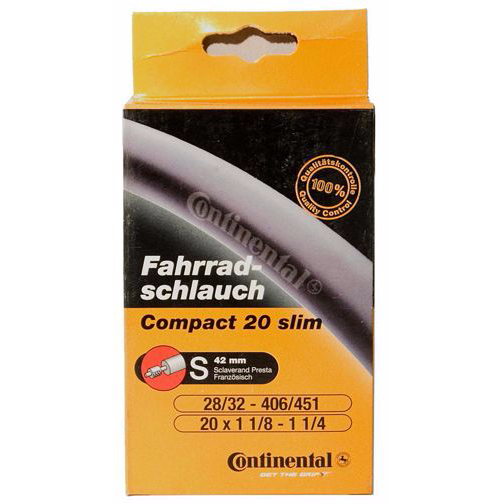 Qualitätskontrolle
100%
Quality Control
Continental
Fahrrad-
schlauch
Compact 20 slim
S
42 mm
Sclaverand Presta
Französisch
28/32 - 406/451
20 x 1 1/8 - 1 1/4
Continental
GET THE GRIP